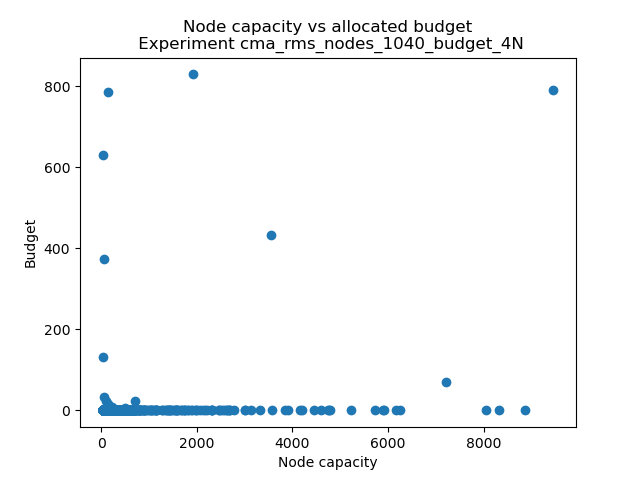 Node capacity vs allocated budget
Experiment cma_rms_nodes_1040_budget_4N
800
600
400
200
0
Budget
0 2000 4000 6000 8000
Node capacity